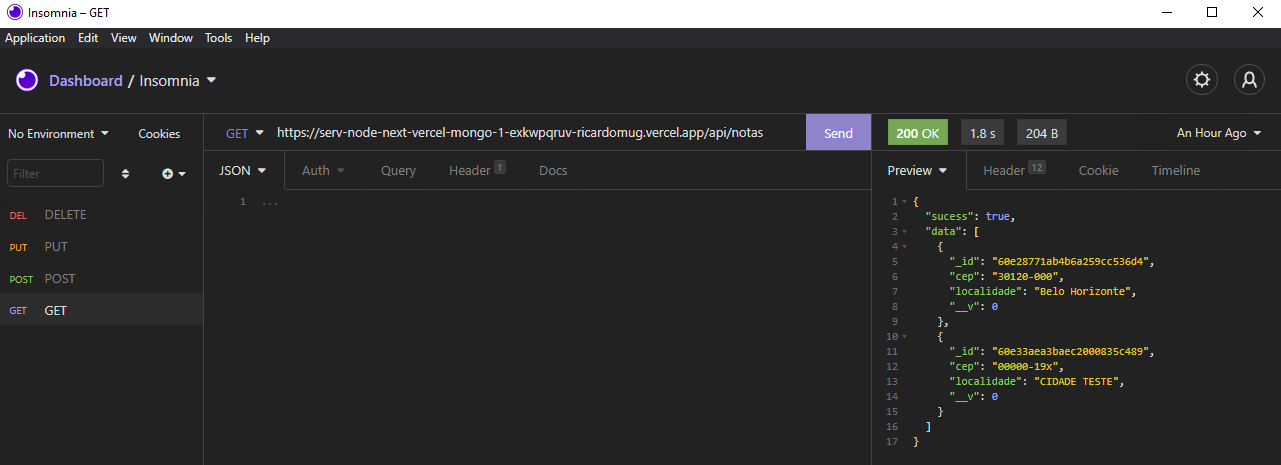 Insomnia – GET
Application Edit View Window Tools Help
Dashboard / Insomnia
No Environment Cookies
GET https://serv-node-next-vercel-mongo-1-exkwpqruv-ricardomug.vercel.app/api/notas Send
200 OK 1.8 s 204 B An Hour Ago
Filter
JSON Auth Query Header 1 Docs
Preview Header 12 Cookie Timeline
DEL DELETE
PUT PUT
POST POST
GET GET
1 ...
1 {
2 "sucess": true,
3 "data": [
4 {
5 "_id": "60e28771ab4b6a259cc536d4",
6 "cep": "30120-000",
7 "localidade": "Belo Horizonte",
8 "__v": 0
9 },
10 {
11 "_id": "60e33aea3baec2000835c489",
12 "cep": "00000-19x",
13 "localidade": "CIDADE TESTE",
14 "__v": 0
15 }
16 ]
17 }